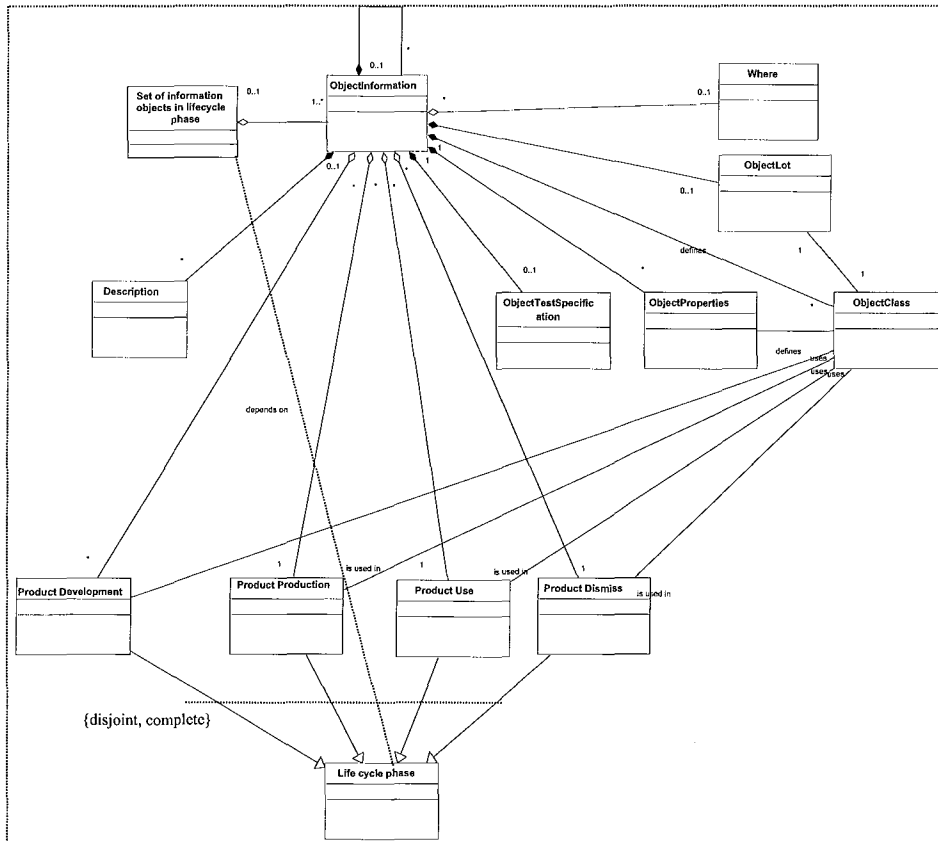 0..1
*
Where
ObjectInformation
Set of information
objects in lifecycle
phase
0..1
1..*
*
0..1
1
1
ObjectLot
0..1
*
*
*
*
0..1
defines
1
1
*
0..1
*
*
Description
ObjectTestSpecific
ation
ObjectProperties
ObjectClass
defines
uses
uses
uses
depends on
*
1
is used in
1
is used in
1
Product Development
Product Production
Product Use
Product Dismiss
is used in
{disjoint, complete}
Life cycle phase